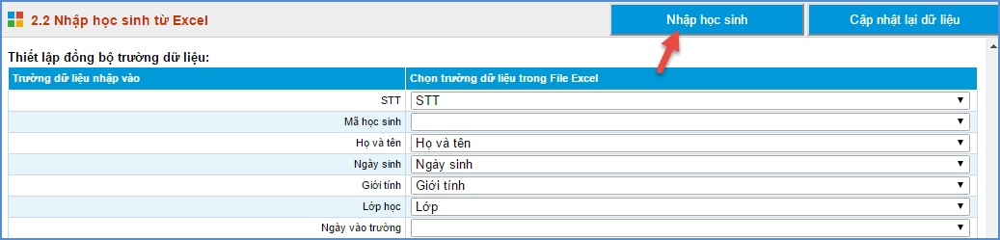 2.2 Nhập học sinh từ Excel
Nhập học sinh
Cập nhật lại dữ liệu
Thiết lập đồng bộ trường dữ liệu:
Trường dữ liệu nhập vào Chọn trường dữ liệu trong File Excel
STT STT
Mã học sinh
Họ và tên Họ và tên
Ngày sinh Ngày sinh
Giới tính Giới tính
Lớp học Lớp
Ngày vào trường